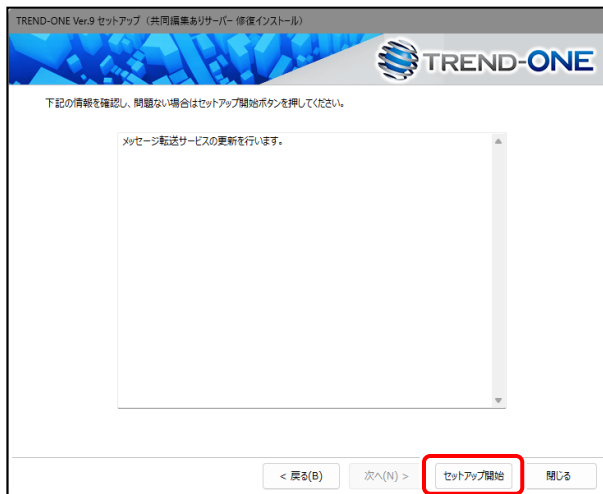 TREND-ONE Ver.9 セットアップ（共同編集ありサーバー 修復インストール）
TREND-ONE
下記の情報を確認し、問題ない場合はセットアップ開始ボタンを押してください。
メッセージ転送サービスの更新を行います。
< 戻る(B) 次へ(N) > セットアップ開始 閉じる